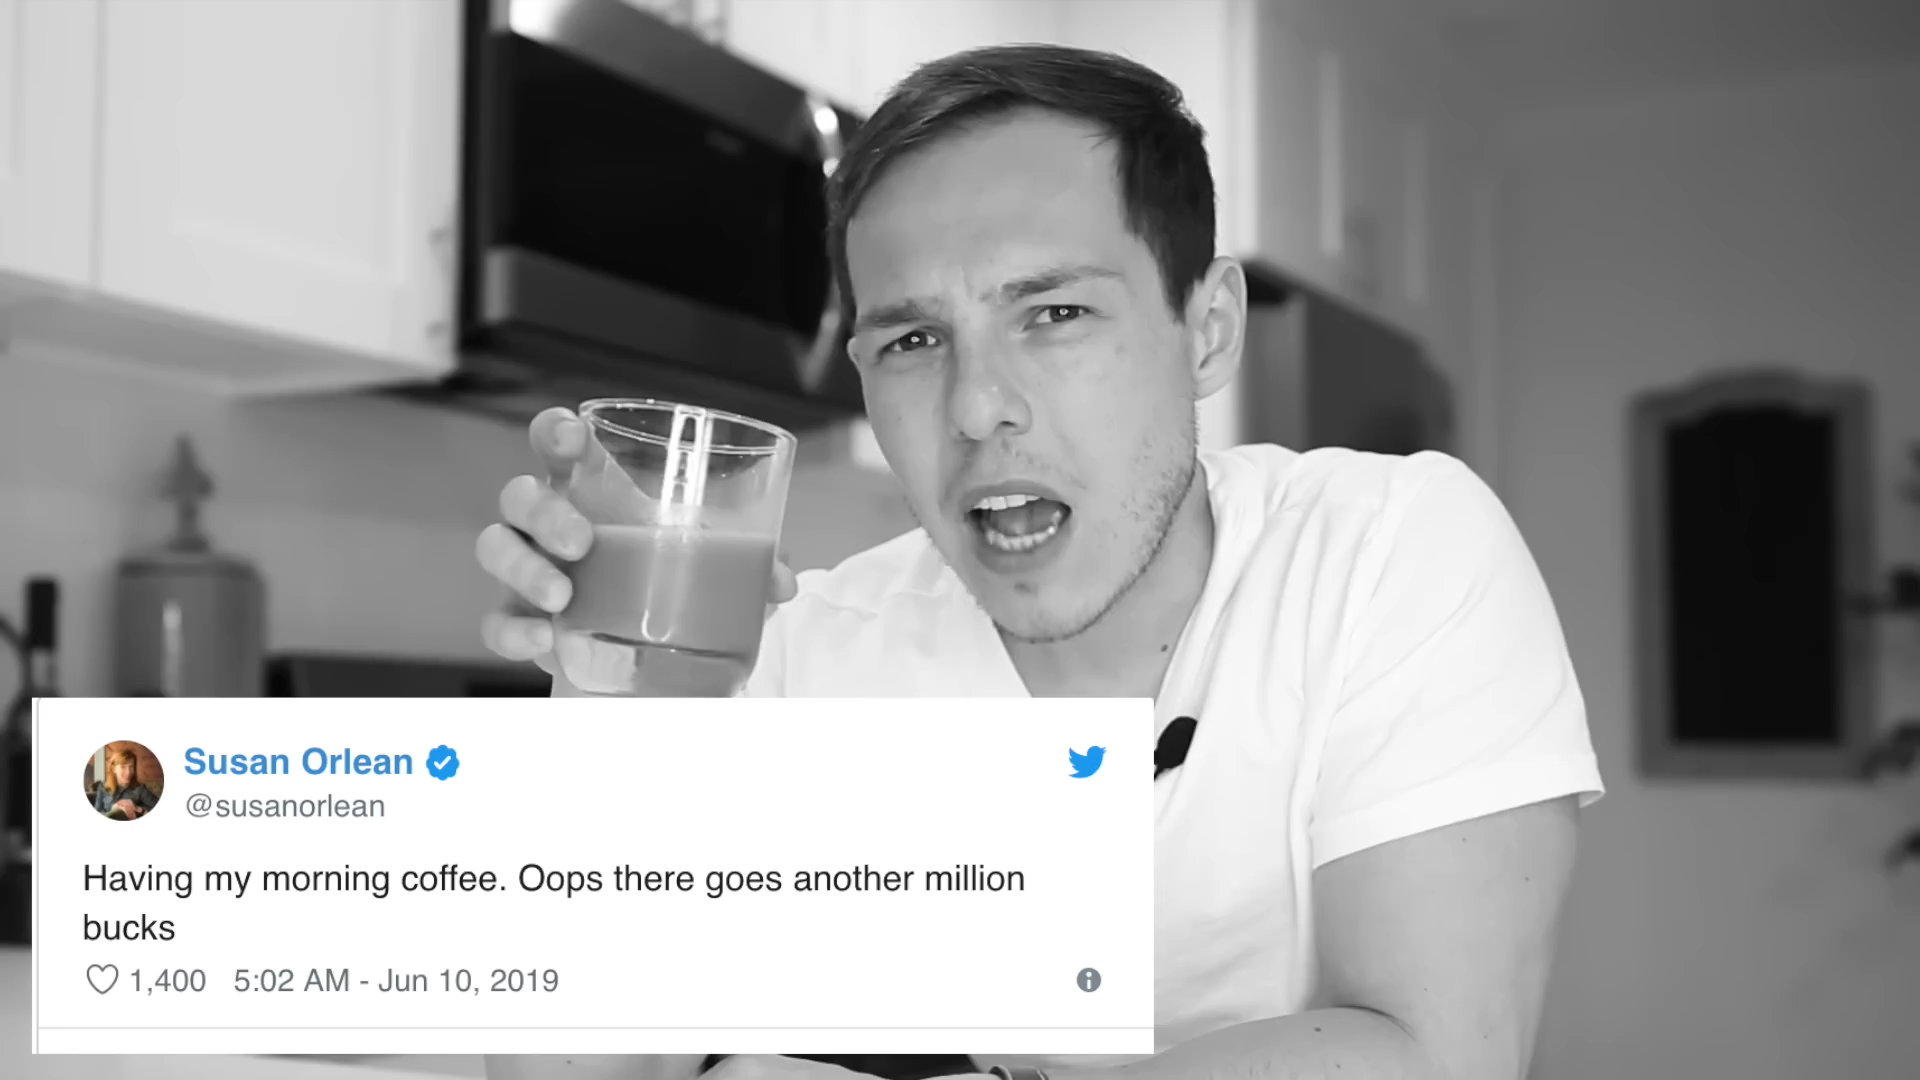 Susan Orlean
@susanorlean
Having my morning coffee. Oops there goes another million
bucks
1,400 5:02 AM - Jun 10, 2019